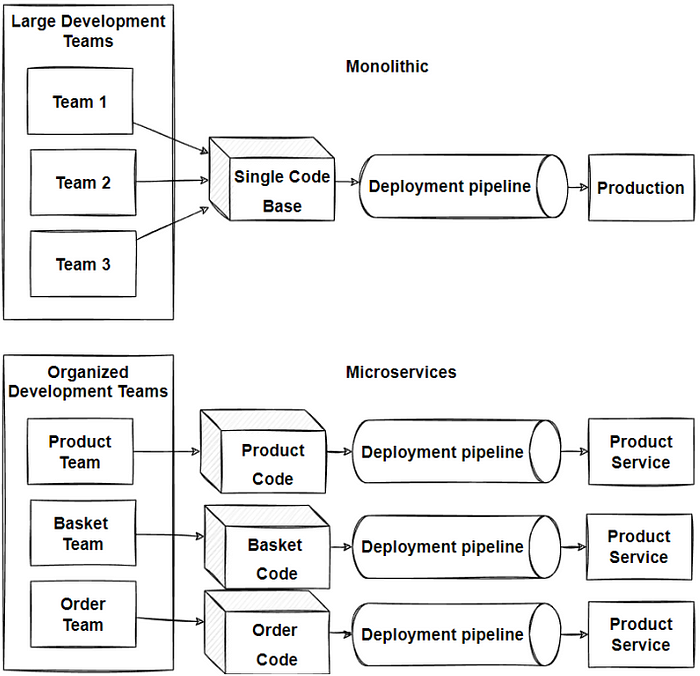 Large Development
Teams
Monolithic
Team 1
Team 2
Team 3
Single Code
Base
Deployment pipeline
Production
Organized
Development Teams
Microservices
Product
Team
Product
Code
Deployment pipeline
Product
Service
Basket
Team
Basket
Code
Deployment pipeline
Product
Service
Order
Team
Order
Code
Deployment pipeline
Product
Service